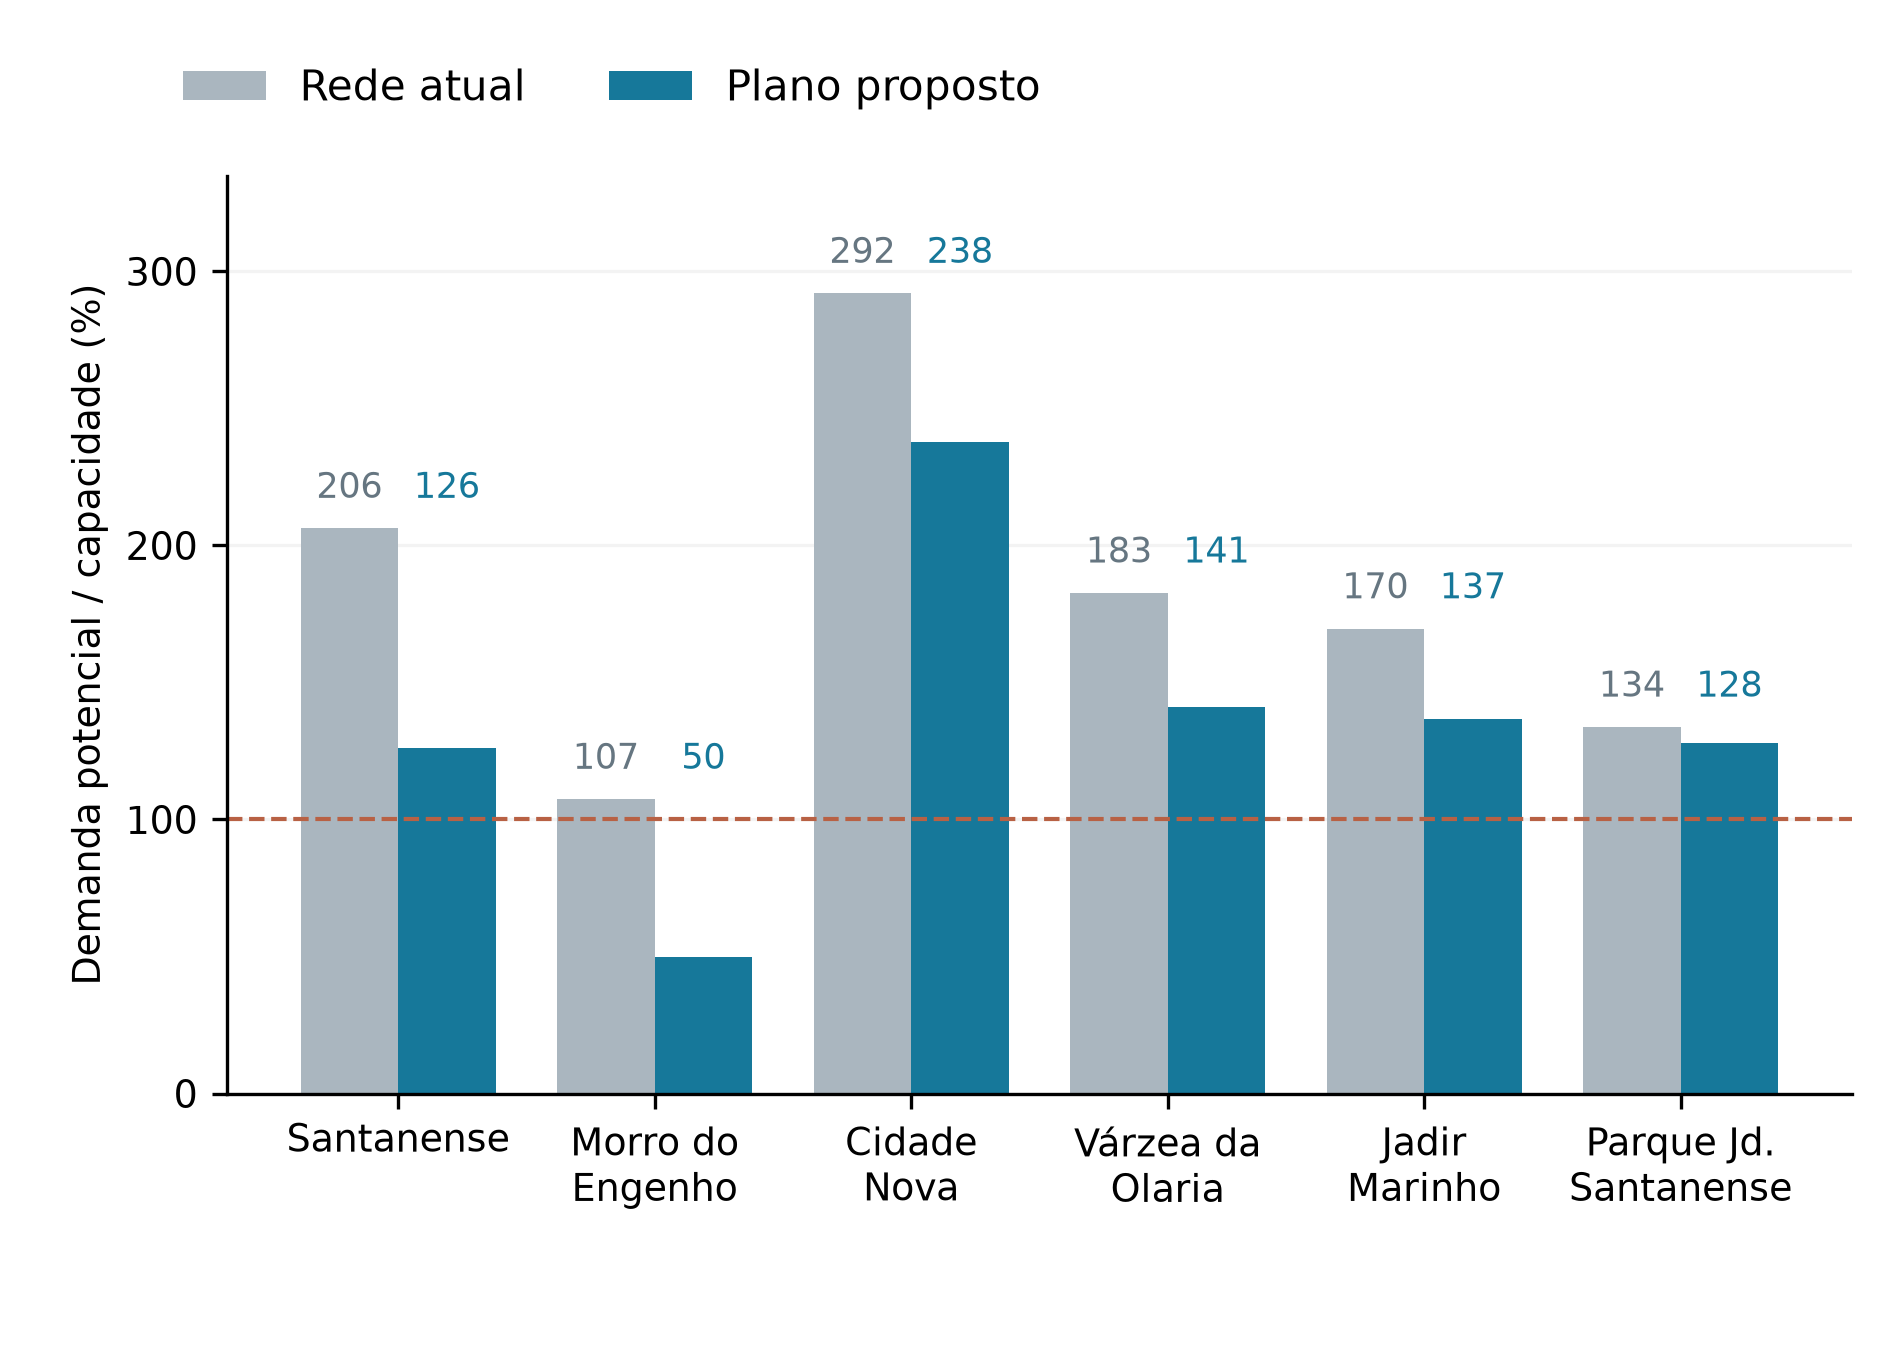 Rede atual Plano proposto
Demanda potencial / capacidade (%)
300
200
100
0
206 126
107 50
292 238
183 141
170 137
134 128
Santanense
Morro do
Engenho
Cidade
Nova
Várzea da
Olaria
Jadir
Marinho
Parque Jd.
Santanense